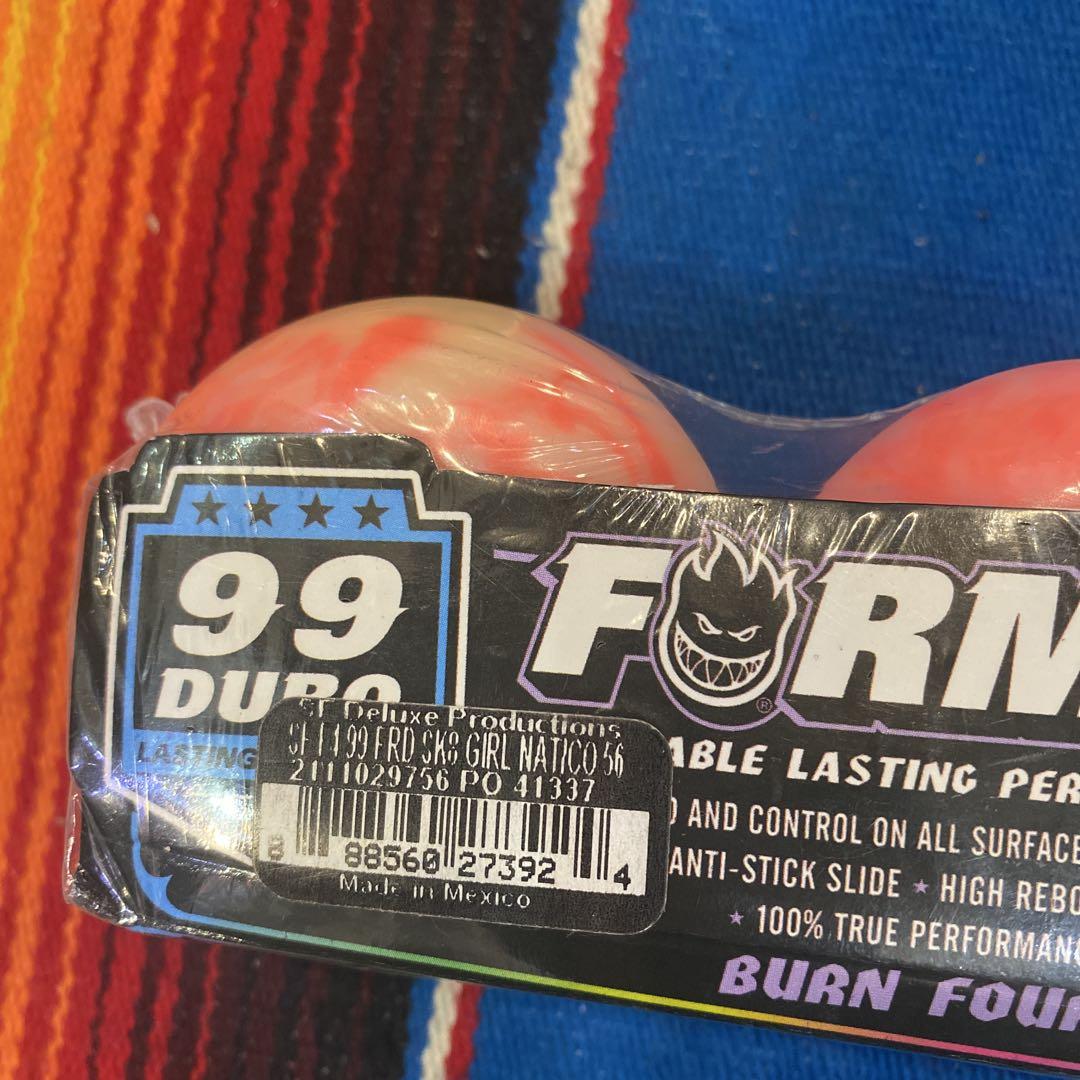 99
DURO
LASTING
FORM
SF Deluxe Productions
SF F4 99 FRD SK8 GIRL NATICO 56
2111029756 PO 41337
8 88560 27392 4
Made in Mexico
ABLE LASTING PER
AND CONTROL ON ALL SURFACE
ANTI-STICK SLIDE ★ HIGH REBO
★ 100% TRUE PERFORMAN
BURN FOUR
®